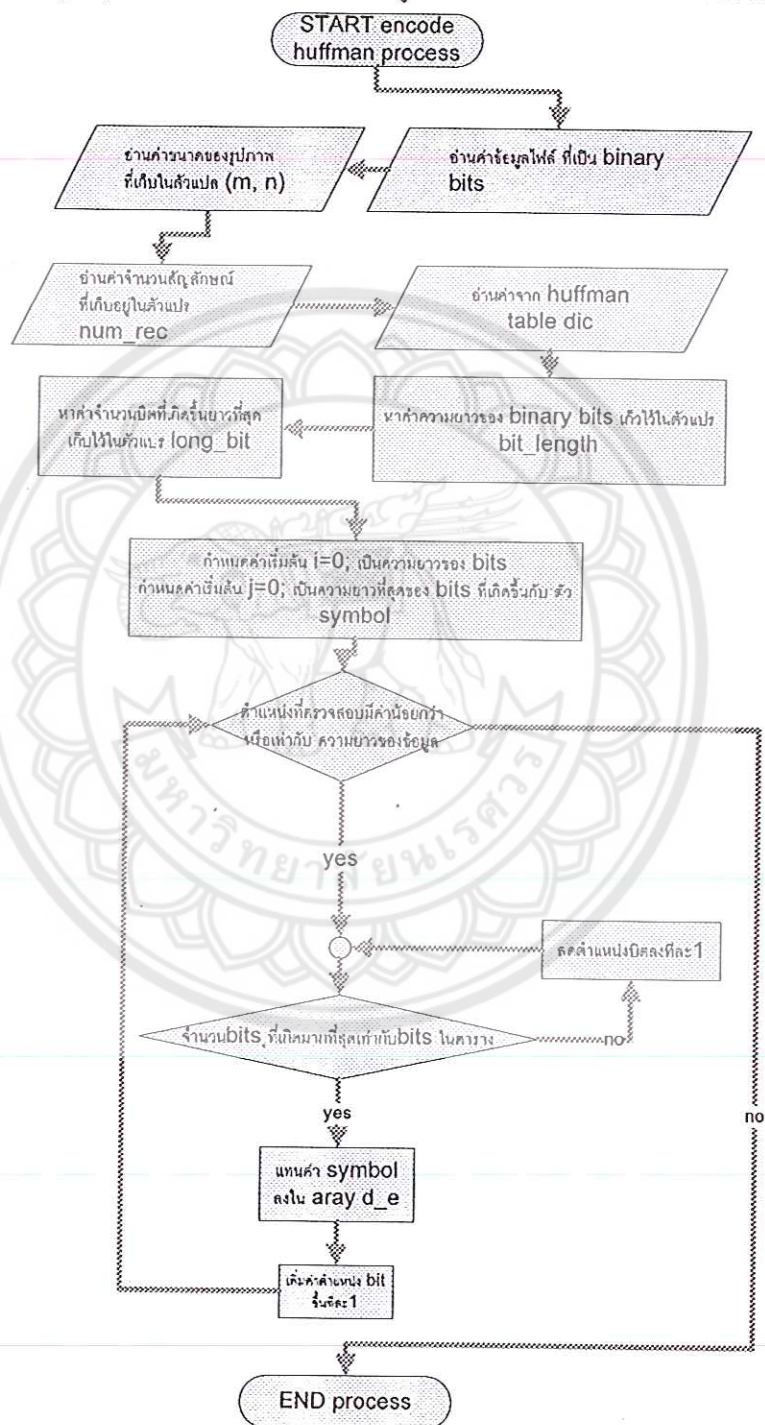 START encode
huffman process
อ่านค่าข้อมูลไฟล์ ที่เป็น binary
bits
อ่านค่าขนาดของรูปภาพ
ที่เก็บในตัวแปล (m, n)
อ่านค่าจำนวนสัญลักษณ์
ที่เก็บอยู่ในตัวแปร
num_rec
อ่านค่าจาก huffman
table dic
หาค่าความยาวของ binary bits เก็วไว้ในตัวแปร
bit_length
หาค่าจำนวนบิตที่เกิดขึ้นยาวที่สุด
เก็บไว้ในตัวแปร long_bit
กำหนดค่าเริ่มต้น i=0; เป็นความยาวของ bits
กำหนดค่าเริ่มต้น j=0; เป็นความยาวที่สุดของ bits ที่เกิดขึ้นกับ ตัว
symbol
ตำแหน่งที่ตรวจสอบมีค่าน้อยกว่า
หรือเท่ากับ ความยาวของข้อมูล
มหาวิทยาลัยนเรศวร
yes
ลดตำแหน่งบิตลงทีละ1
จำนวนbits ที่เกิดมากที่สุดเท่ากับbits ในตาราง
no
yes
no
แทนค่า symbol
ลงใน aray d_e
เพิ่มค่าตำแหน่ง bit
ขึ้นทีละ1
END process